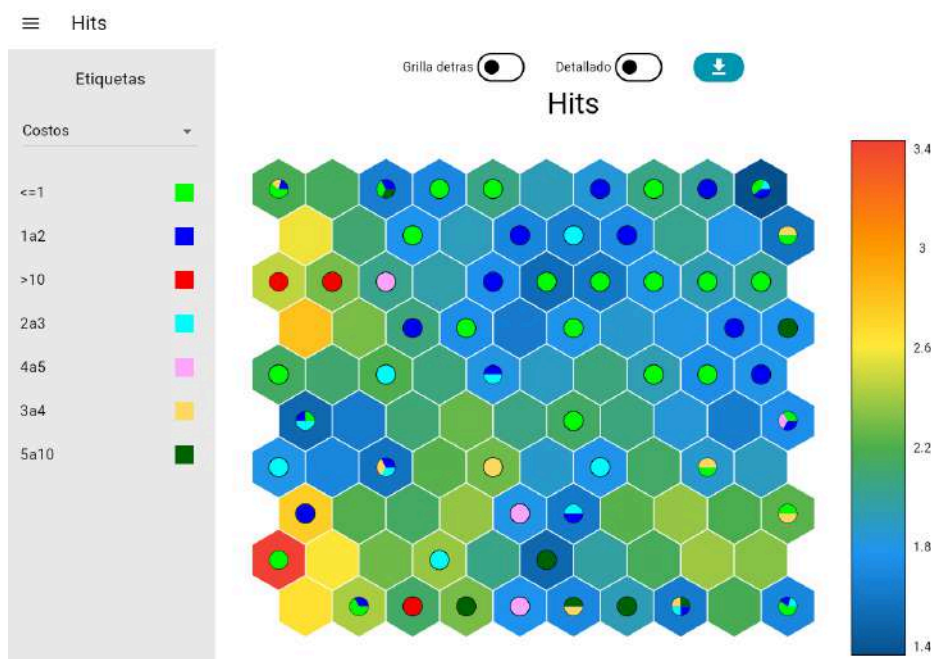 Hits
Grilla detras
Detallado
Etiquetas
Hits
Costos
<=1
1a2
>10
2a3
4a5
3a4
5a10
3.4
3
2.6
2.2
1.8
1.4